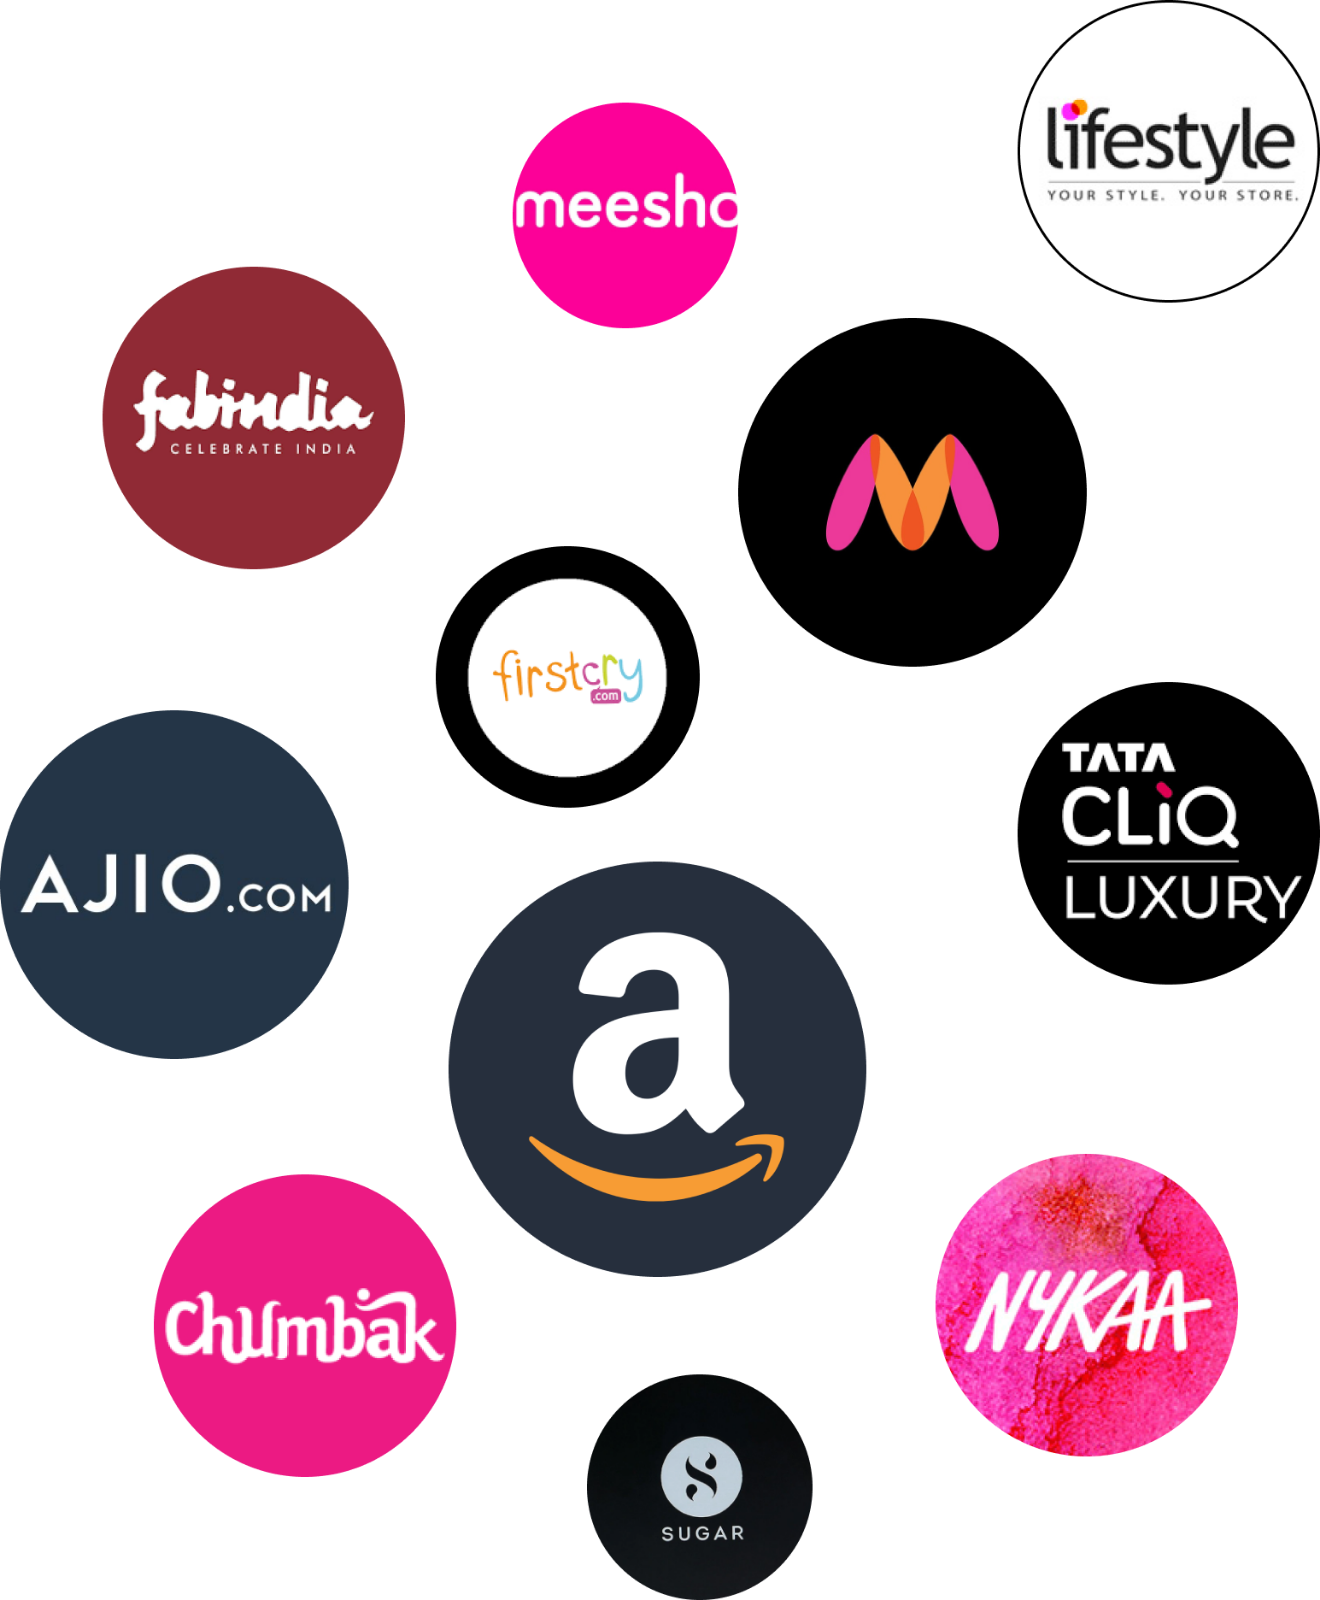 lifestyle
YOUR STYLE. YOUR STORE.
meesho
fabindia
CELEBRATE INDIA
M
firstcry
.com
TATA
CLiQ
LUXURY
AJIO.COM
a
Chumbak
NYKAA
S
SUGAR